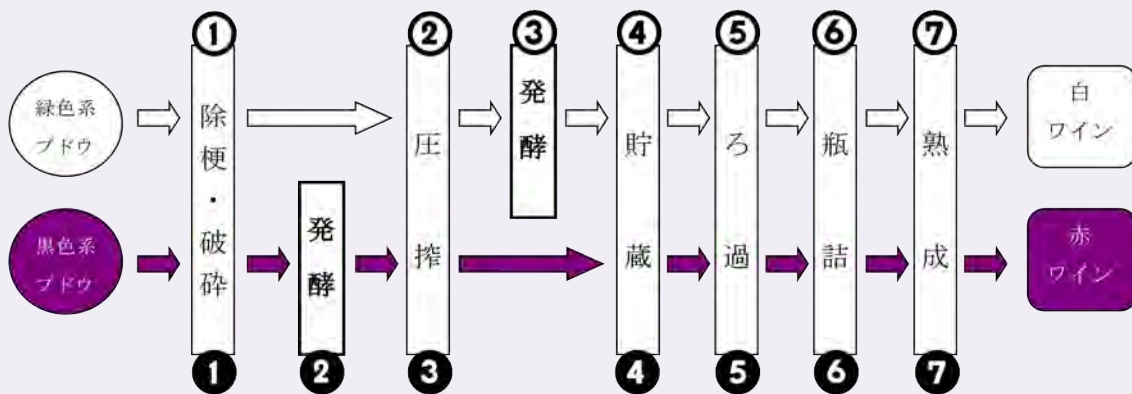 ① ② ③ ④ ⑤ ⑥ ⑦
緑色系
ブドウ
除梗・破砕
圧搾
発酵
貯蔵
ろ過
瓶詰
熟成
白
ワイン
黒色系
ブドウ
発酵
赤
ワイン
❶ ❷ ❸ ❹ ❺ ❻ ❼